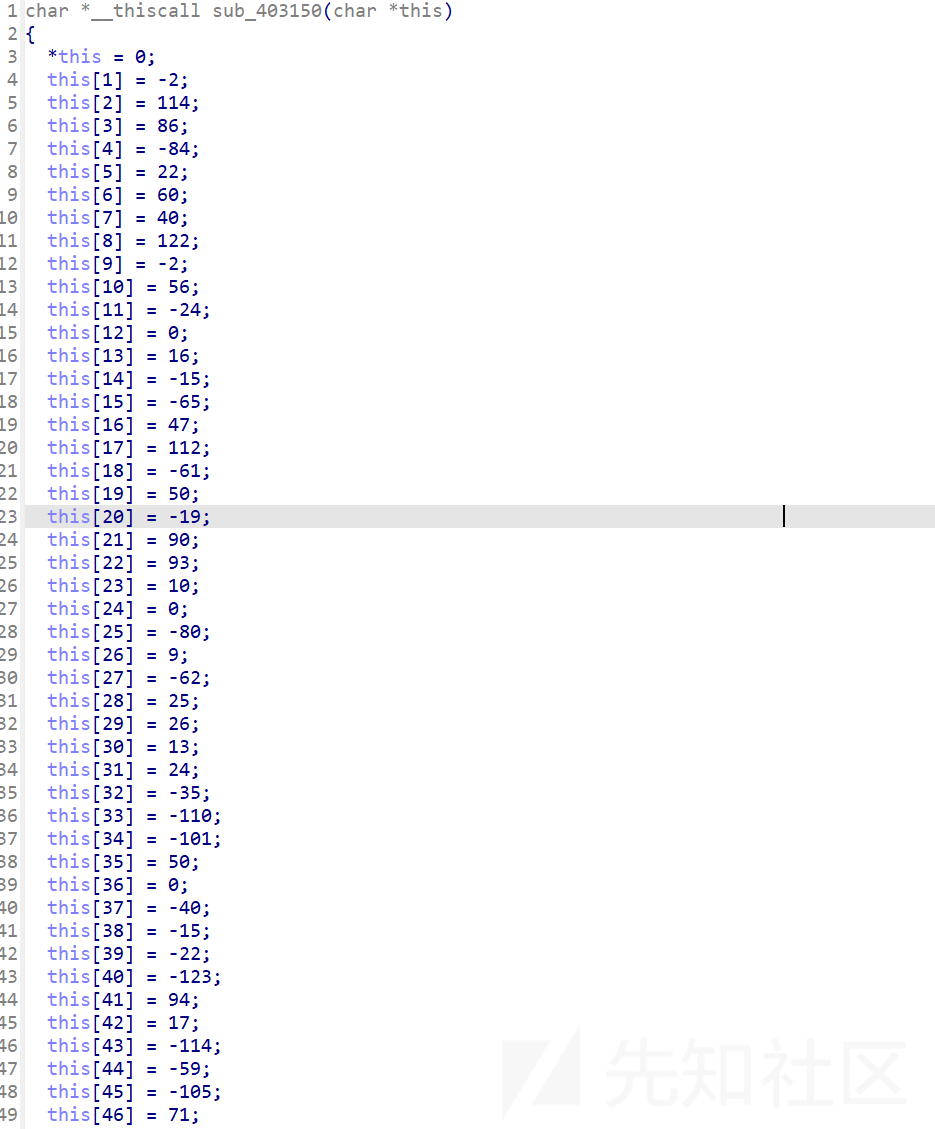 1 char *__thiscall sub_403150(char *this)
2 {
3   *this = 0;
4   this[1] = -2;
5   this[2] = 114;
6   this[3] = 86;
7   this[4] = -84;
8   this[5] = 22;
9   this[6] = 60;
10   this[7] = 40;
11   this[8] = 122;
12   this[9] = -2;
13   this[10] = 56;
14   this[11] = -24;
15   this[12] = 0;
16   this[13] = 16;
17   this[14] = -15;
18   this[15] = -65;
19   this[16] = 47;
20   this[17] = 112;
21   this[18] = -61;
22   this[19] = 50;
23   this[20] = -19;
24   this[21] = 90;
25   this[22] = 93;
26   this[23] = 10;
27   this[24] = 0;
28   this[25] = -80;
29   this[26] = 9;
30   this[27] = -62;
31   this[28] = 25;
32   this[29] = 26;
33   this[30] = 13;
34   this[31] = 24;
35   this[32] = -35;
36   this[33] = -110;
37   this[34] = -101;
38   this[35] = 50;
39   this[36] = 0;
40   this[37] = -40;
41   this[38] = -15;
42   this[39] = -22;
43   this[40] = -123;
44   this[41] = 94;
45   this[42] = 17;
46   this[43] = -114;
47   this[44] = -59;
48   this[45] = -105;
49   this[46] = 71;
先知社区